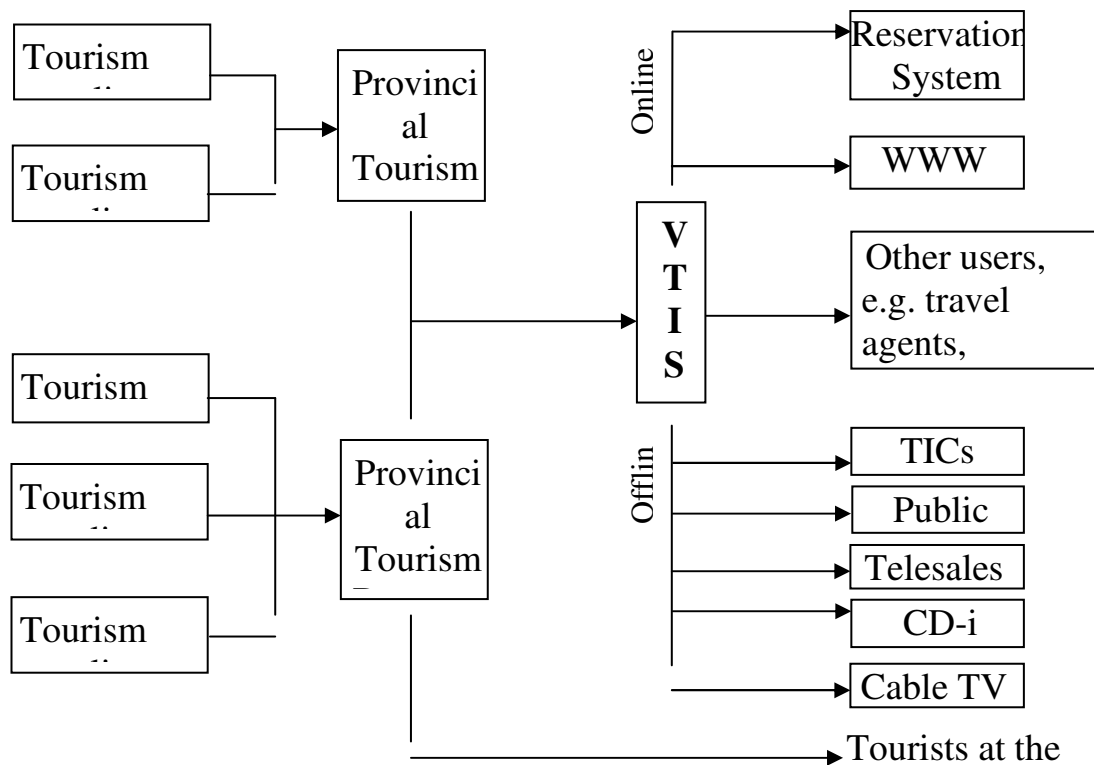 Tourism
Tourism
Provinci
al
Tourism
Tourism
Tourism
Tourism
Provinci
al
Tourism
V
T
I
S
Online
Reservation
System
WWW
Other users,
e.g. travel
agents,
Offlin
TICs
Public
Telesales
CD-i
Cable TV
Tourists at the